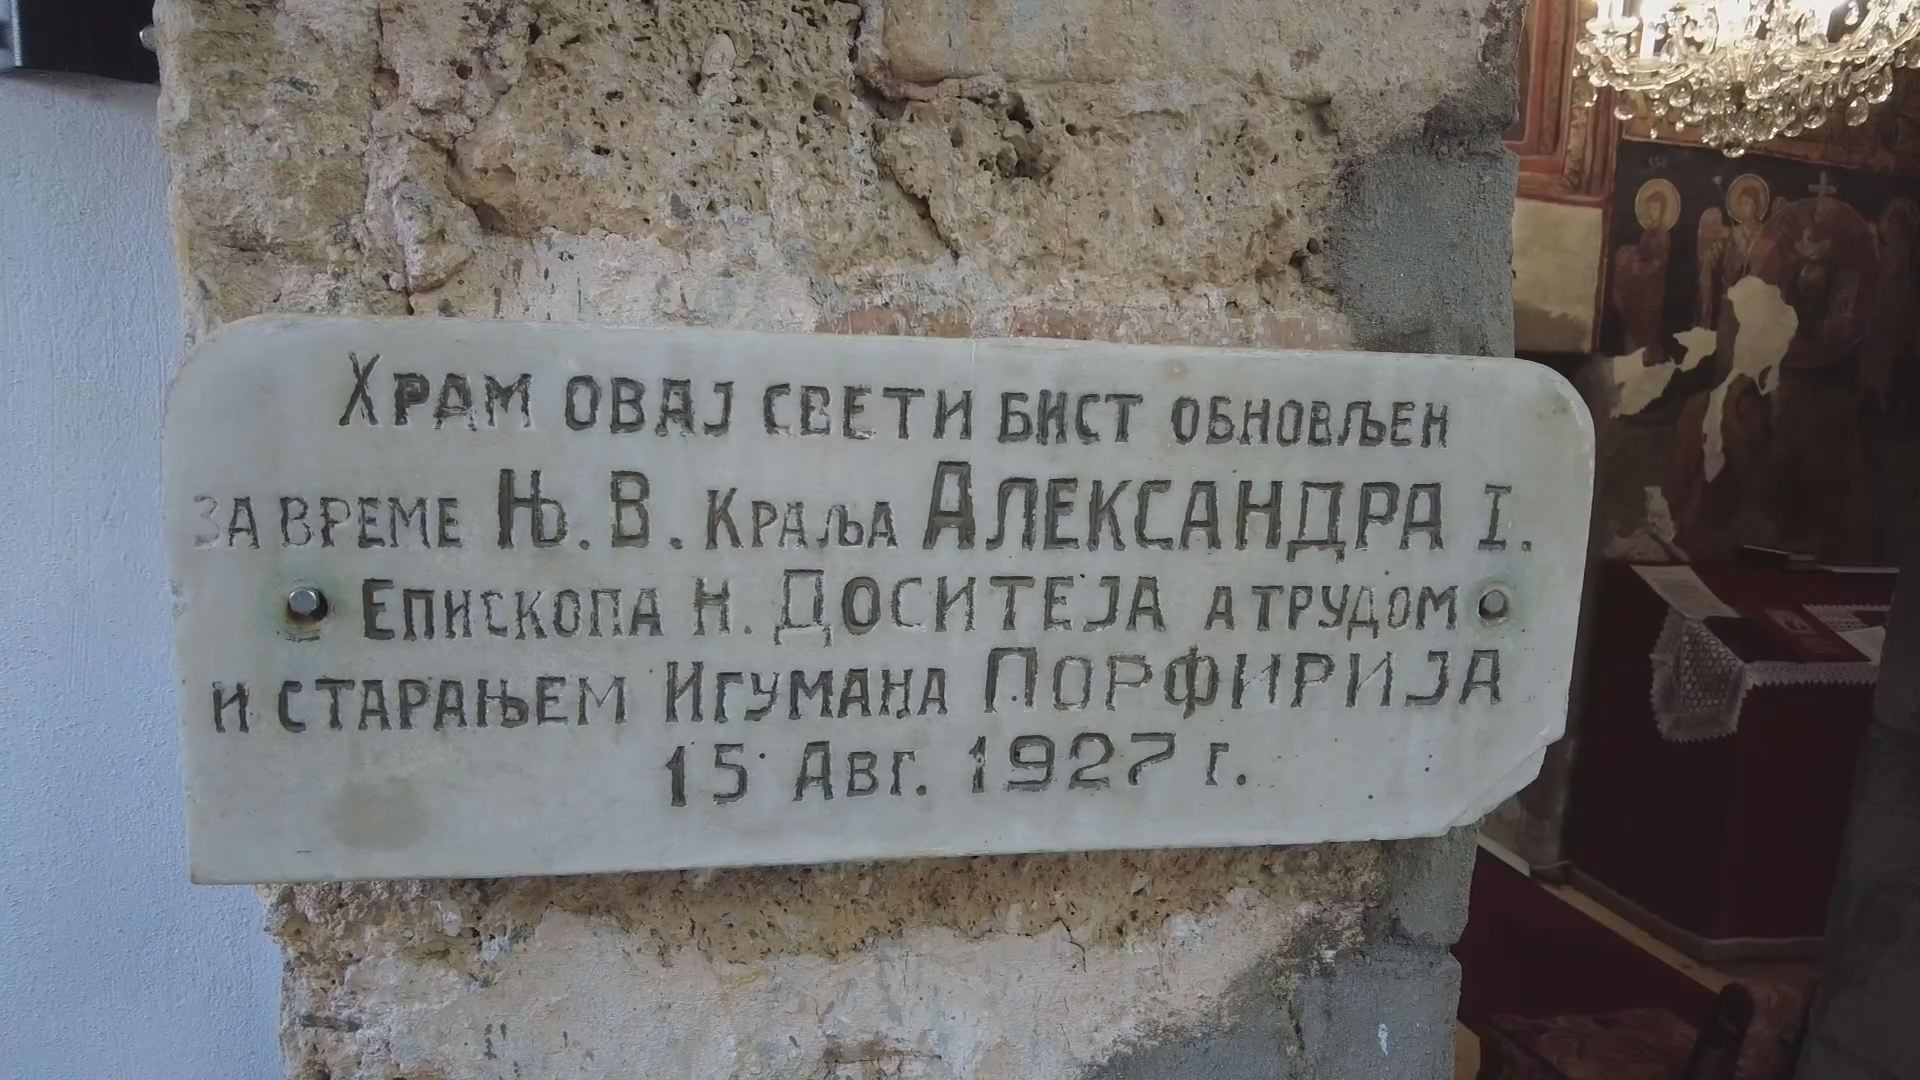 ХРАМ ОВАЈ СВЕТИ БИСТ ОБНОВЉЕН
ЗА ВРЕМЕ Њ. В. КРАЉА АЛЕКСАНДРА I.
ЕПИСКОПА Н. ДОСИТЕЈА А ТРУДОМ
И СТАРАЊЕМ ИГУМАНА ПОРФИРИЈА
15 АВГ. 1927 Г.